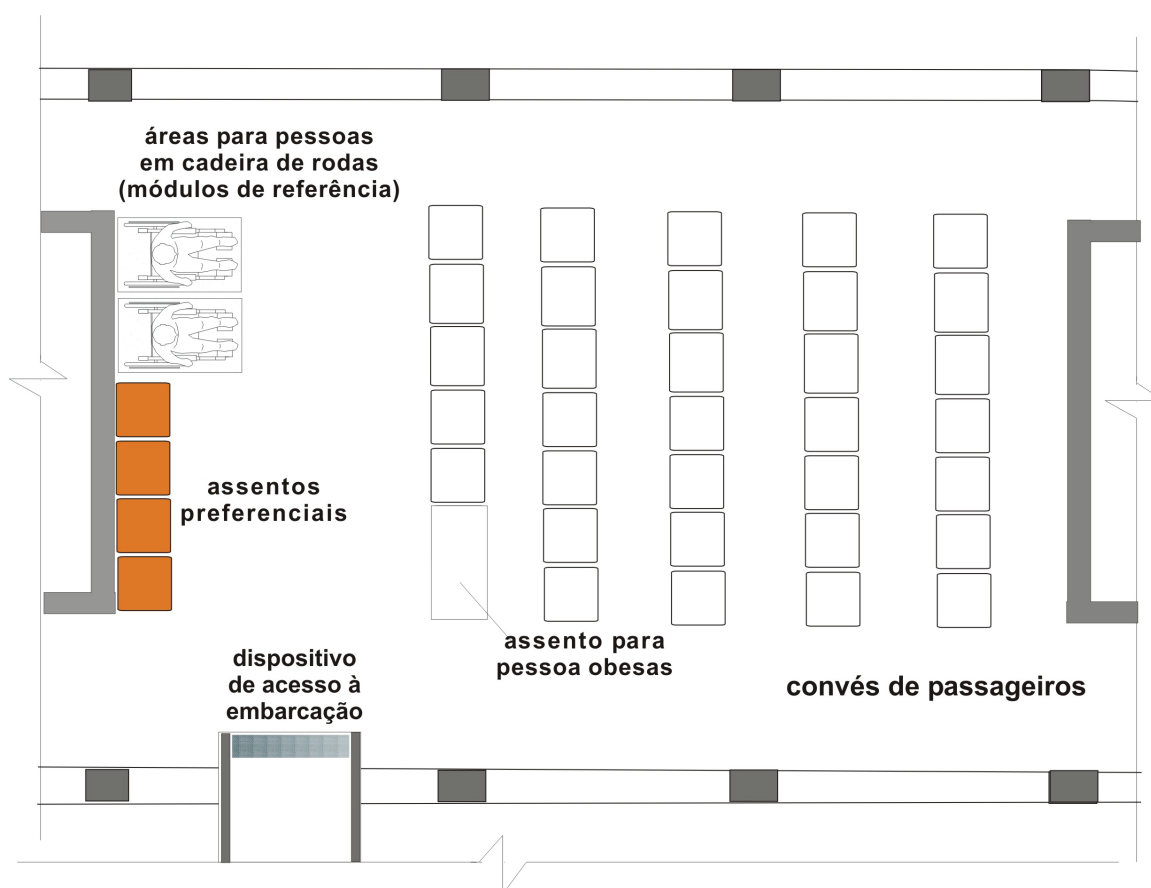 áreas para pessoas
em cadeira de rodas
(módulos de referência)
assentos
preferenciais
assento para
pessoa obesas
dispositivo
de acesso à
embarcação
convés de passageiros